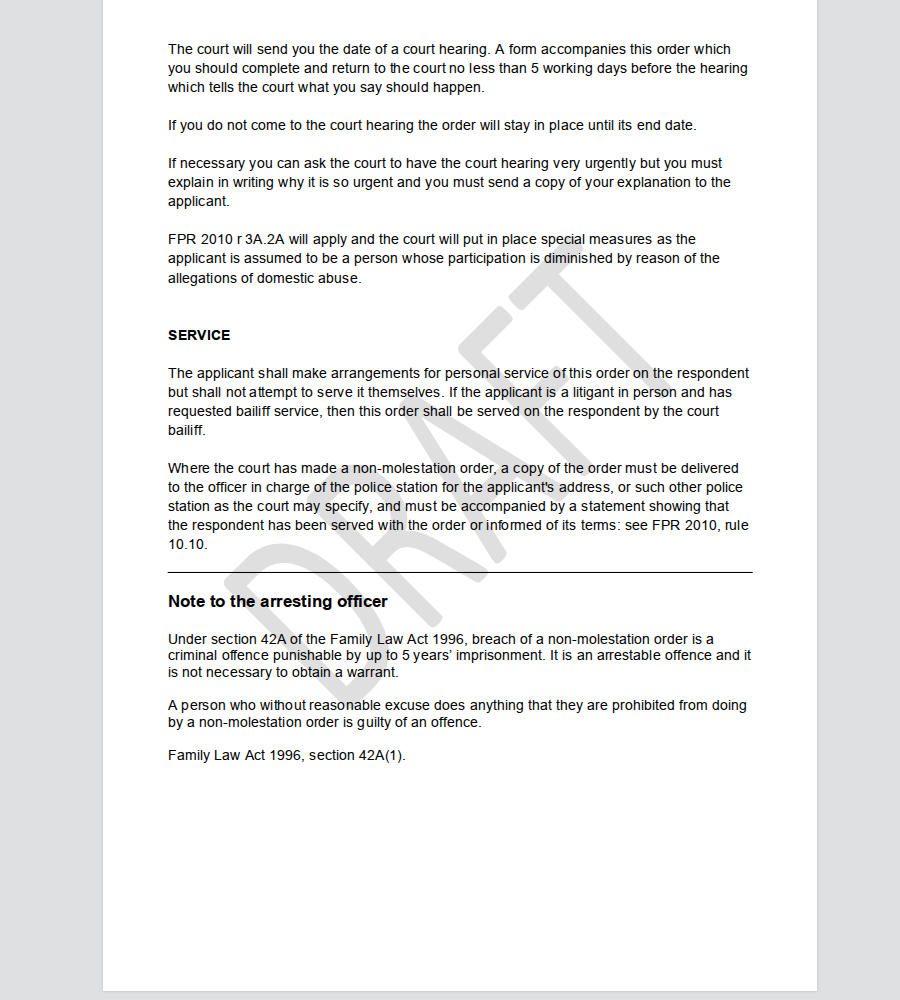 The court will send you the date of a court hearing. A form accompanies this order which
you should complete and return to the court no less than 5 working days before the hearing
which tells the court what you say should happen.
If you do not come to the court hearing the order will stay in place until its end date.
If necessary you can ask the court to have the court hearing very urgently but you must
explain in writing why it is so urgent and you must send a copy of your explanation to the
applicant.
FPR 2010 r 3A.2A will apply and the court will put in place special measures as the
applicant is assumed to be a person whose participation is diminished by reason of the
allegations of domestic abuse.
SERVICE
The applicant shall make arrangements for personal service of this order on the respondent
but shall not attempt to serve it themselves. If the applicant is a litigant in person and has
requested bailiff service, then this order shall be served on the respondent by the court
bailiff.
Where the court has made a non-molestation order, a copy of the order must be delivered
to the officer in charge of the police station for the applicant's address, or such other police
station as the court may specify, and must be accompanied by a statement showing that
the respondent has been served with the order or informed of its terms: see FPR 2010, rule
10.10.
Note to the arresting officer
Under section 42A of the Family Law Act 1996, breach of a non-molestation order is a
criminal offence punishable by up to 5 years’ imprisonment. It is an arrestable offence and it
is not necessary to obtain a warrant.
A person who without reasonable excuse does anything that they are prohibited from doing
by a non-molestation order is guilty of an offence.
Family Law Act 1996, section 42A(1).
DRAFT